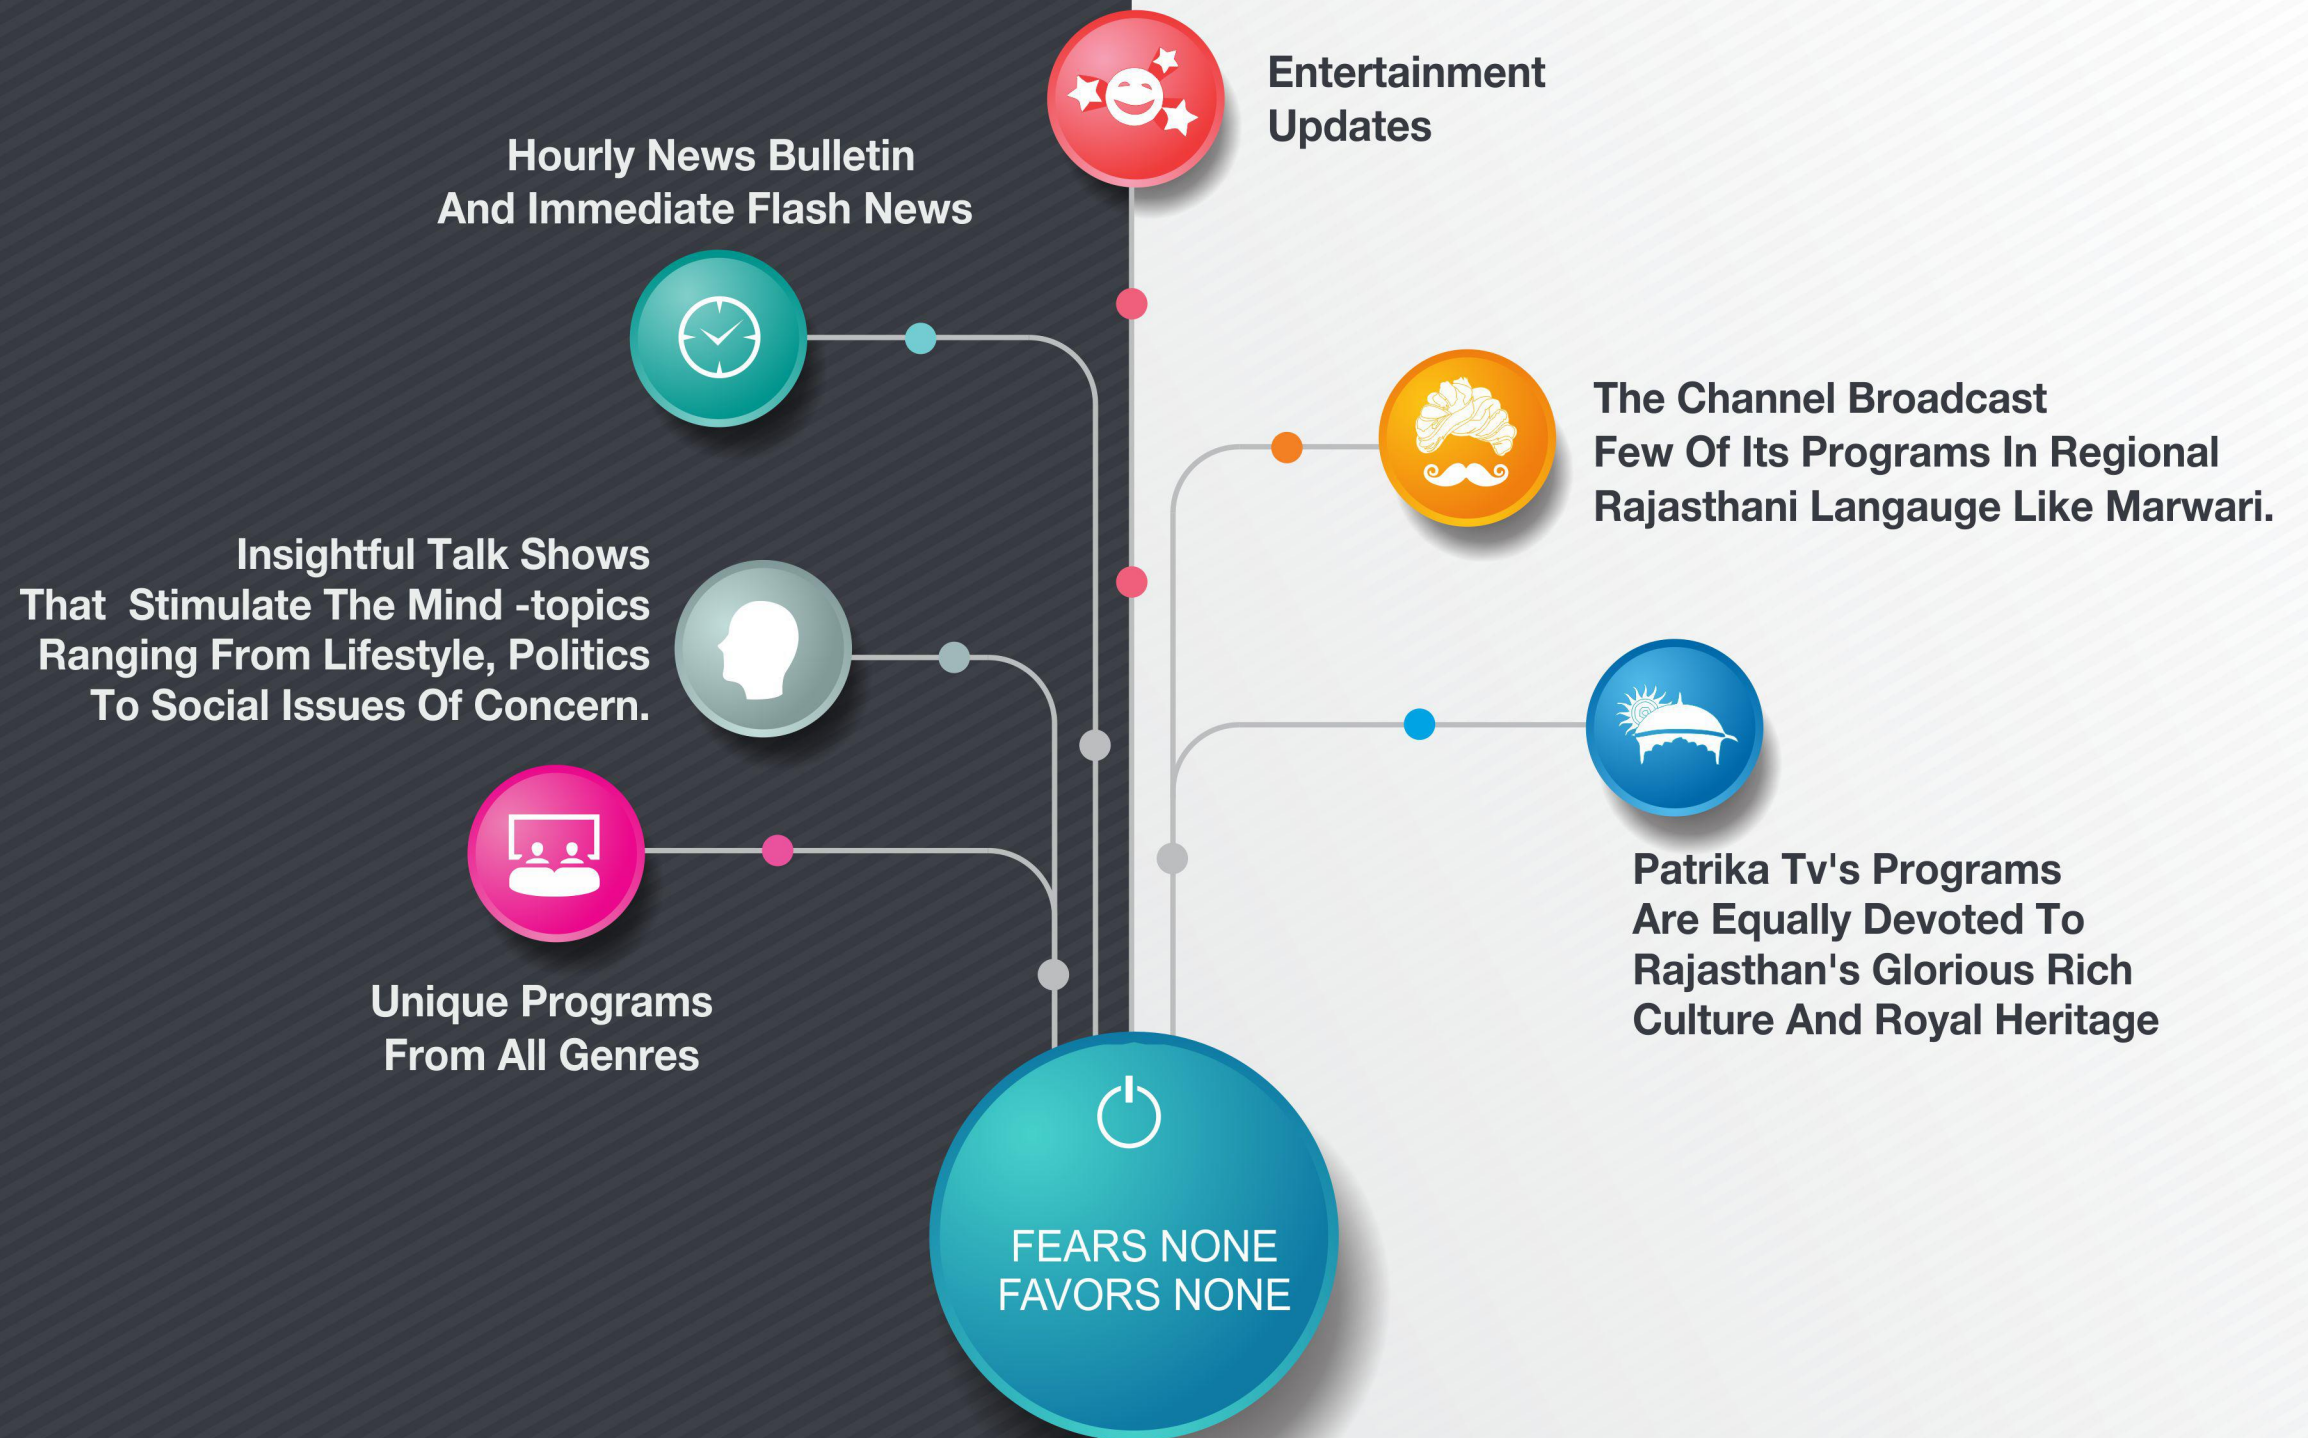 Entertainment
Updates
Hourly News Bulletin
And Immediate Flash News
The Channel Broadcast
Few Of Its Programs In Regional
Rajasthani Langauge Like Marwari.
Insightful Talk Shows
That  Stimulate The Mind -topics
Ranging From Lifestyle, Politics
To Social Issues Of Concern.
Patrika Tv's Programs
Are Equally Devoted To
Rajasthan's Glorious Rich
Culture And Royal Heritage
Unique Programs
From All Genres
FEARS NONE
FAVORS NONE